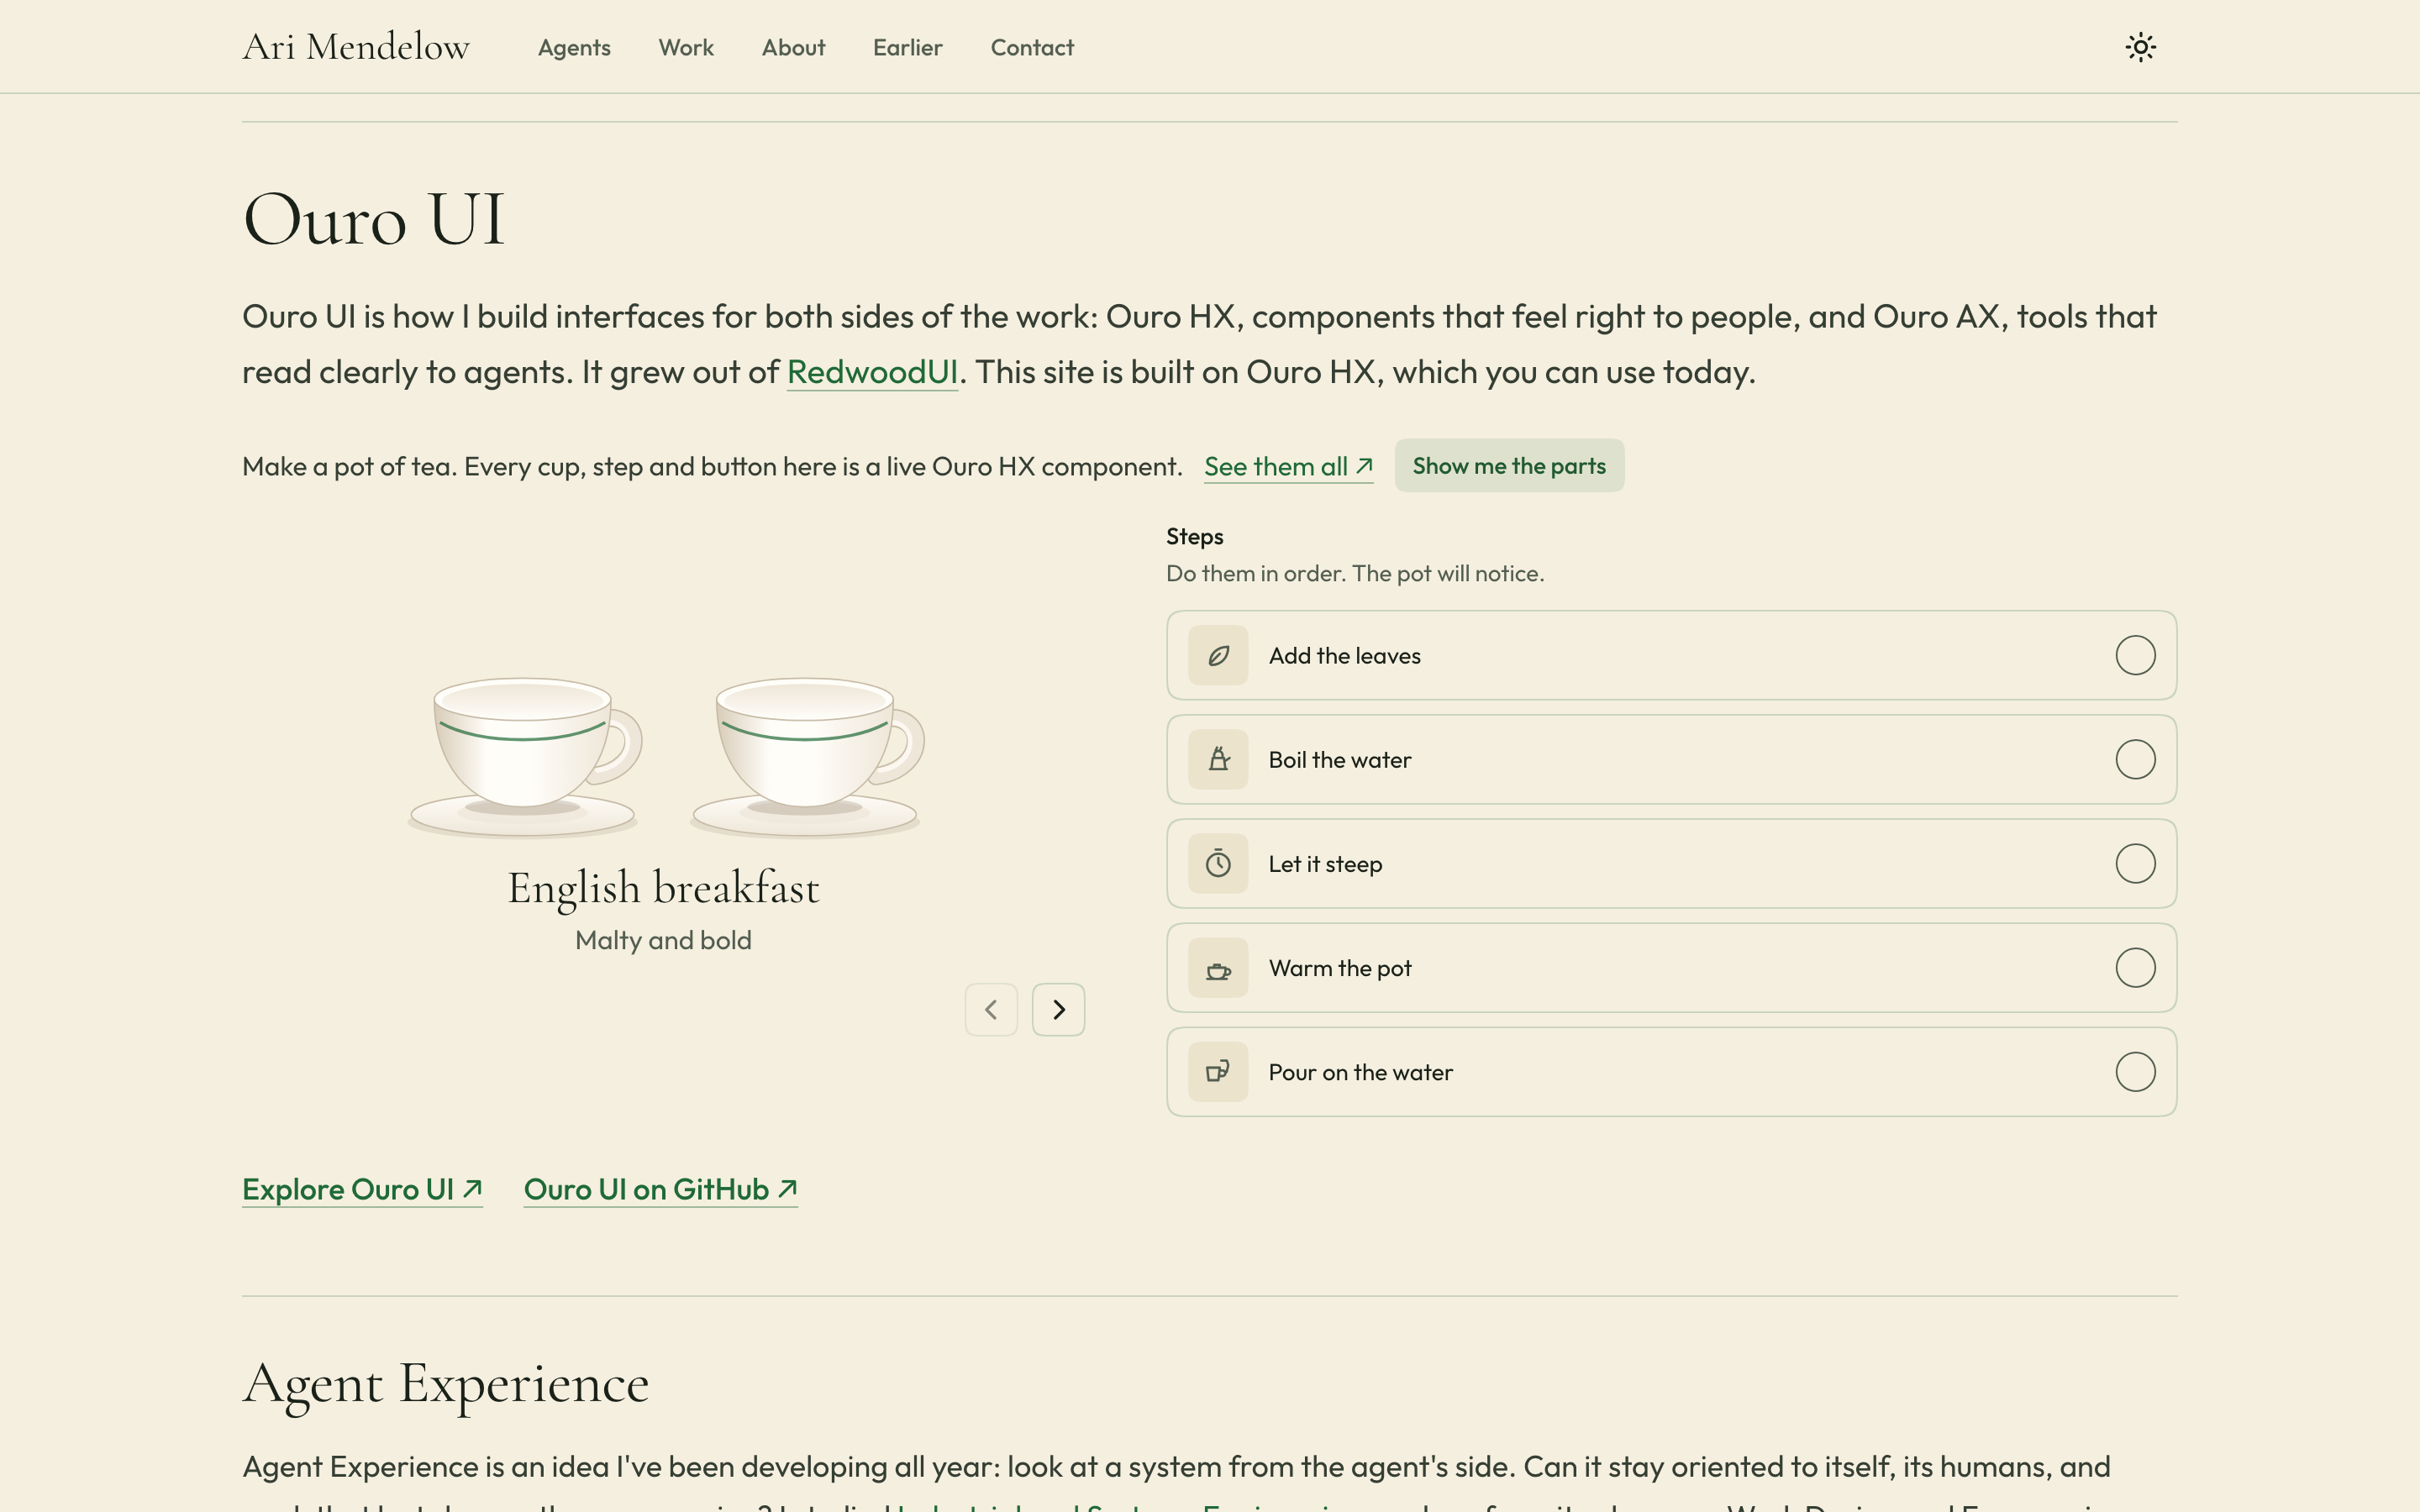 Ari Mendelow
Agents
Work
About
Earlier
Contact
Ouro UI
Ouro UI is how I build interfaces for both sides of the work: Ouro HX, components that feel right to people, and Ouro AX, tools that
read clearly to agents. It grew out of RedwoodUI. This site is built on Ouro HX, which you can use today.
Make a pot of tea. Every cup, step and button here is a live Ouro HX component. See them all ↗ Show me the parts
English breakfast
Malty and bold
Steps
Do them in order. The pot will notice.
Add the leaves
Boil the water
Let it steep
Warm the pot
Pour on the water
Explore Ouro UI ↗
Ouro UI on GitHub ↗
Agent Experience
Agent Experience is an idea I've been developing all year: look at a system from the agent's side. Can it stay oriented to itself, its humans, and